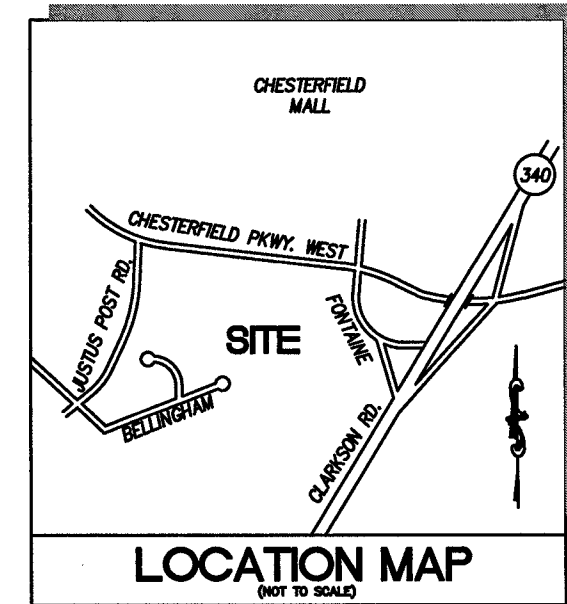 CHESTERFIELD
MALL
340
CHESTERFIELD PKWY. WEST
JUSTUS POST RD.
FONTAINE
SITE
BELLINGHAM
CLARKSON RD.
LOCATION MAP
(NOT TO SCALE)